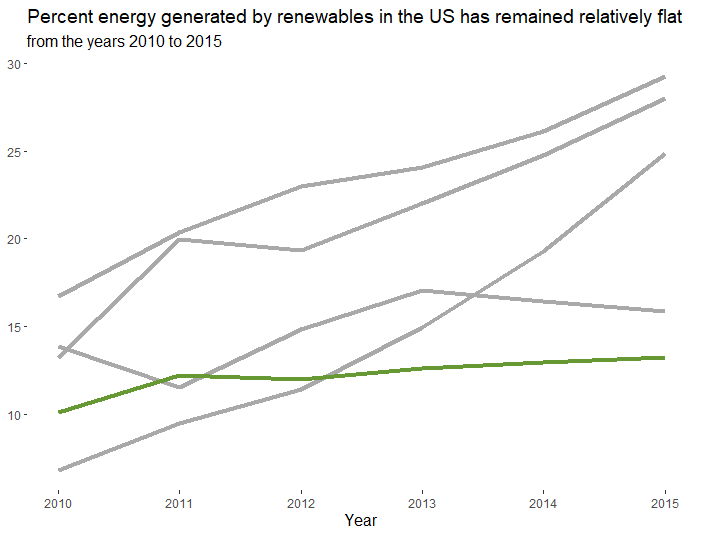 Percent energy generated by renewables in the US has remained relatively flat
from the years 2010 to 2015
30
25
20
15
10
2010 2011 2012 2013 2014 2015
Year